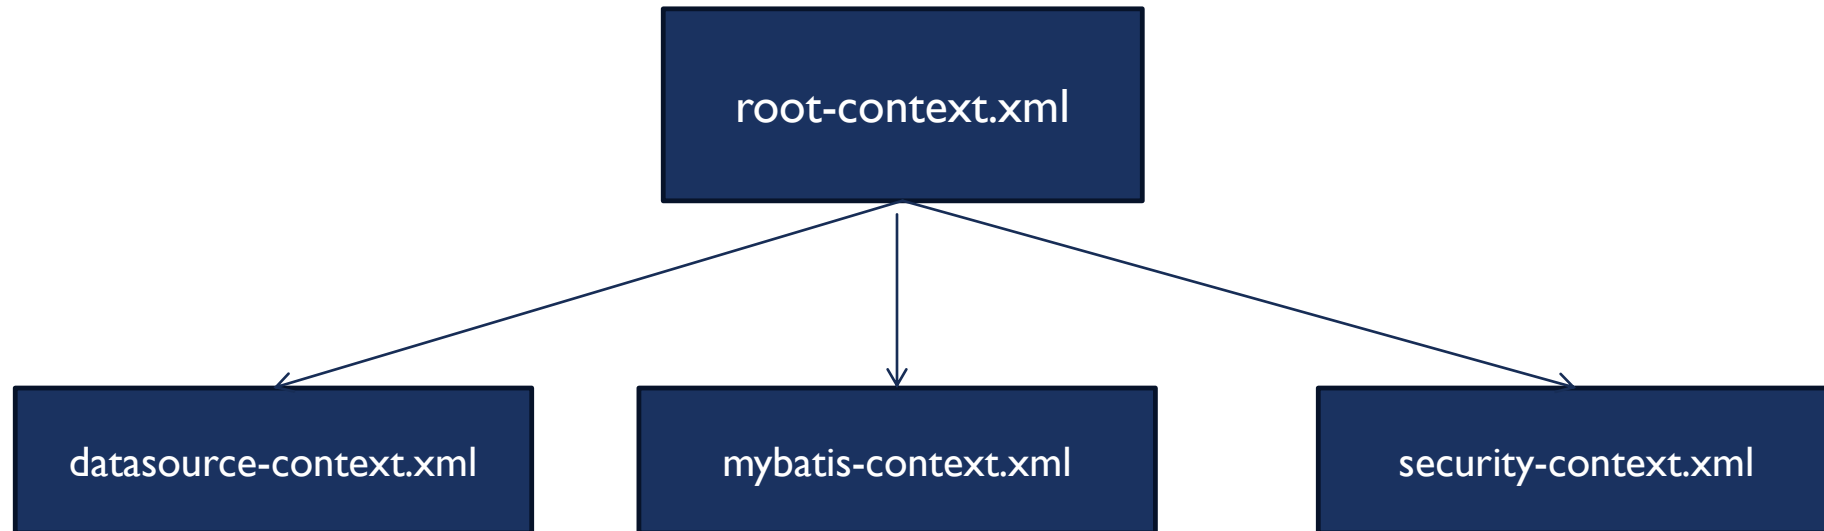 root-context.xml
datasource-context.xml
mybatis-context.xml
security-context.xml